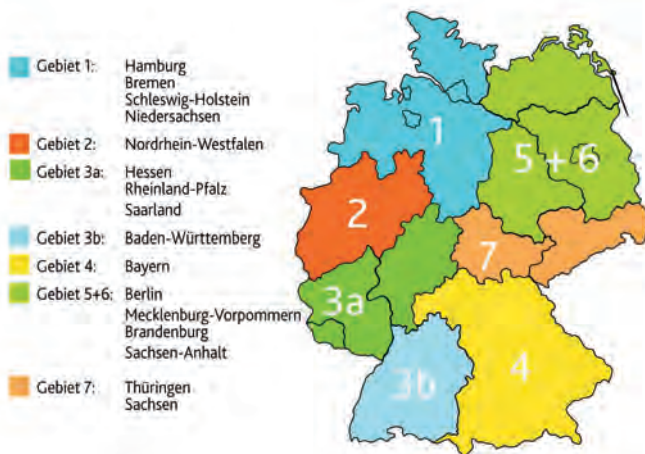 Gebiet 1: Hamburg
Bremen
Schleswig-Holstein
Niedersachsen
Gebiet 2: Nordrhein-Westfalen
Gebiet 3a: Hessen
Rheinland-Pfalz
Saarland
Gebiet 3b: Baden-Württemberg
Gebiet 4: Bayern
Gebiet 5+6: Berlin
Mecklenburg-Vorpommern
Brandenburg
Sachsen-Anhalt
Gebiet 7: Thüringen
Sachsen
1
5 + 6
2
7
3a
3b
4